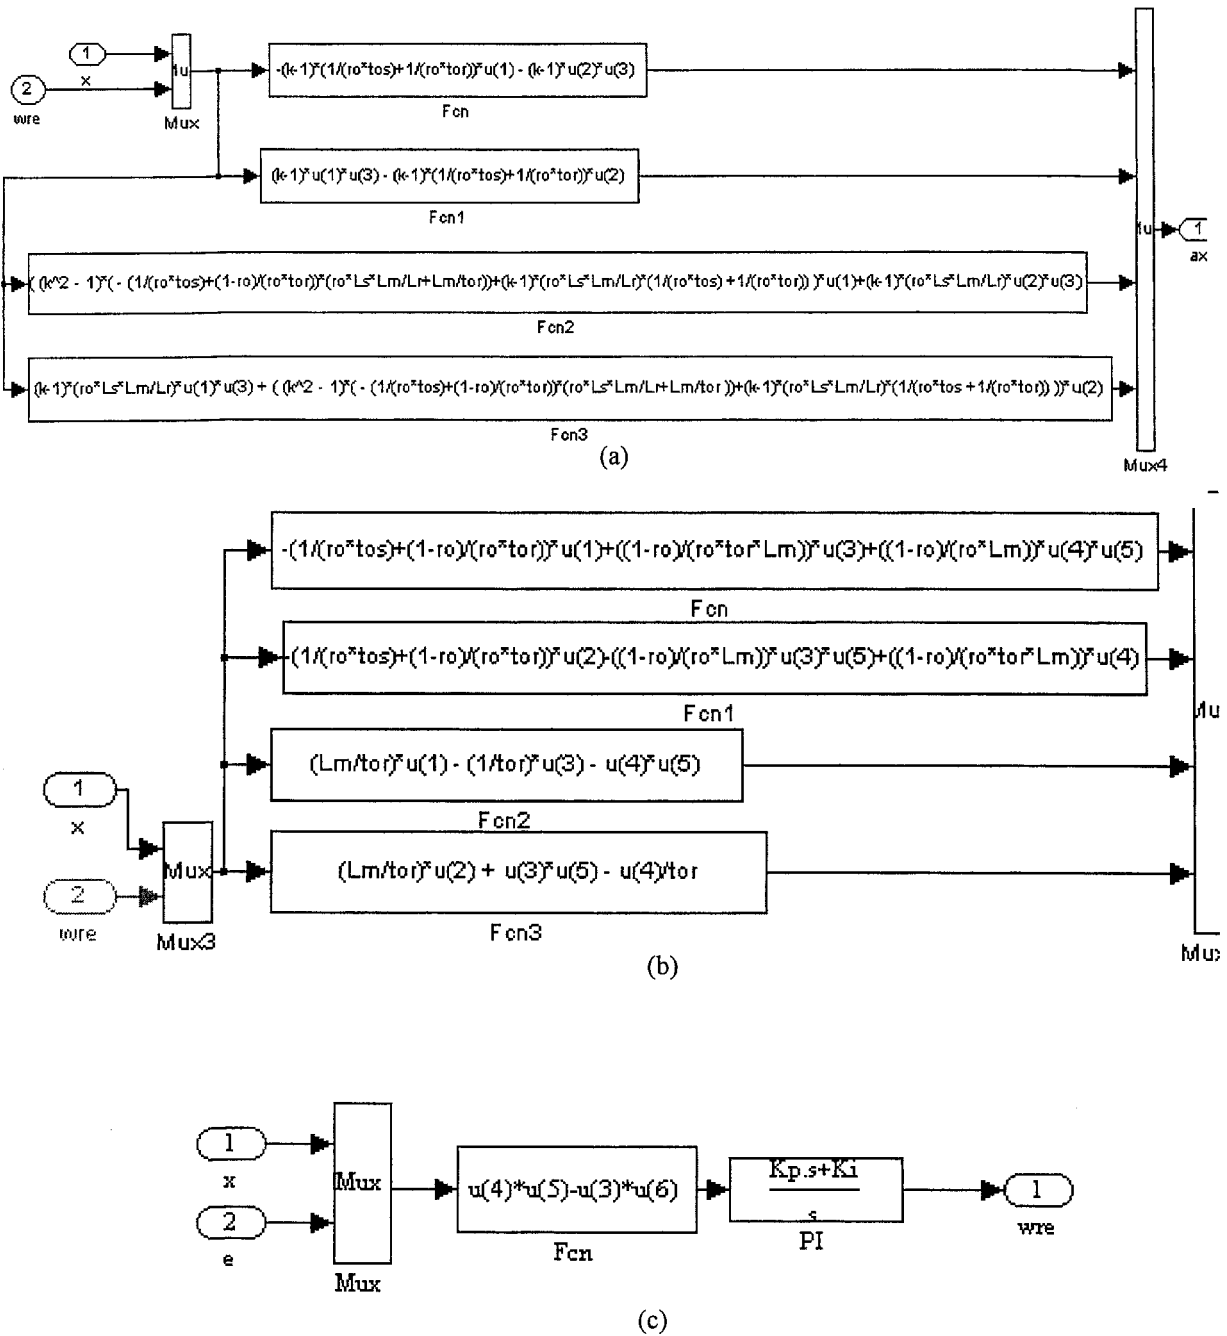 1
x
2
wre
Mux
-(k-1)*(1/(ro*tos)+1/(ro*tor))*u(1) - (k-1)*u(2)*u(3)
Fcn
(k-1)*u(1)*u(3) - (k-1)*(1/(ro*tos)+1/(ro*tor))*u(2)
Fcn1
( (k^2 - 1)*( - (1/(ro*tos)+(1-ro)/(ro*tor))*(ro*Ls*Lm/Lr+Lm/tor))+(k-1)*(ro*Ls*Lm/Lr)*(1/(ro*tos) +1/(ro*tor)) )*u(1)+(k-1)*(ro*Ls*Lm/Lr)*u(2)*u(3)
Fcn2
(k-1)*(ro*Ls*Lm/Lr)*u(1)*u(3) + ( (k^2 - 1)*( - (1/(ro*tos)+(1-ro)/(ro*tor))*(ro*Ls*Lm/Lr+Lm/tor ))+(k-1)*(ro*Ls*Lm/Lr)*(1/(ro*tos +1/(ro*tor)) ))*u(2)
Fcn3
1
ax
Mux4
(a)
-(1/(ro*tos)+(1-ro)/(ro*tor))*u(1)+((1-ro)/(ro*tor*Lm))*u(3)+((1-ro)/(ro*Lm))*u(4)*u(5)
Fcn
-(1/(ro*tos)+(1-ro)/(ro*tor))*u(2)-((1-ro)/(ro*Lm))*u(3)*u(5)+((1-ro)/(ro*tor*Lm))*u(4)
Fcn1
(Lm/tor)*u(1) - (1/tor)*u(3) - u(4)*u(5)
Fcn2
(Lm/tor)*u(2) + u(3)*u(5) - u(4)/tor
Fcn3
1
x
2
wre
Mux
Mux3
(b)
1
x
2
e
Mux
Mux
u(4)*u(5)-u(3)*u(6)
Fcn
Kp.s+Ki
s
PI
1
wre
(c)